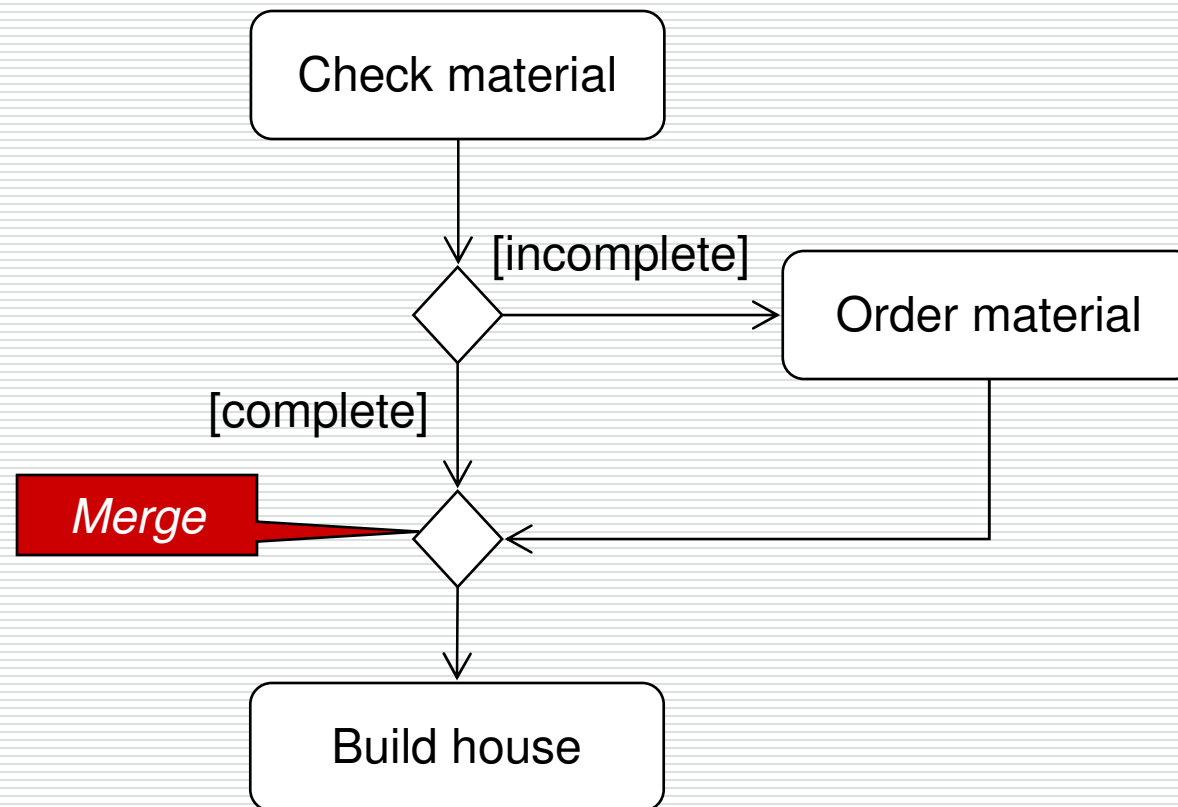 Check material
[incomplete]
Order material
[complete]
Merge
Build house